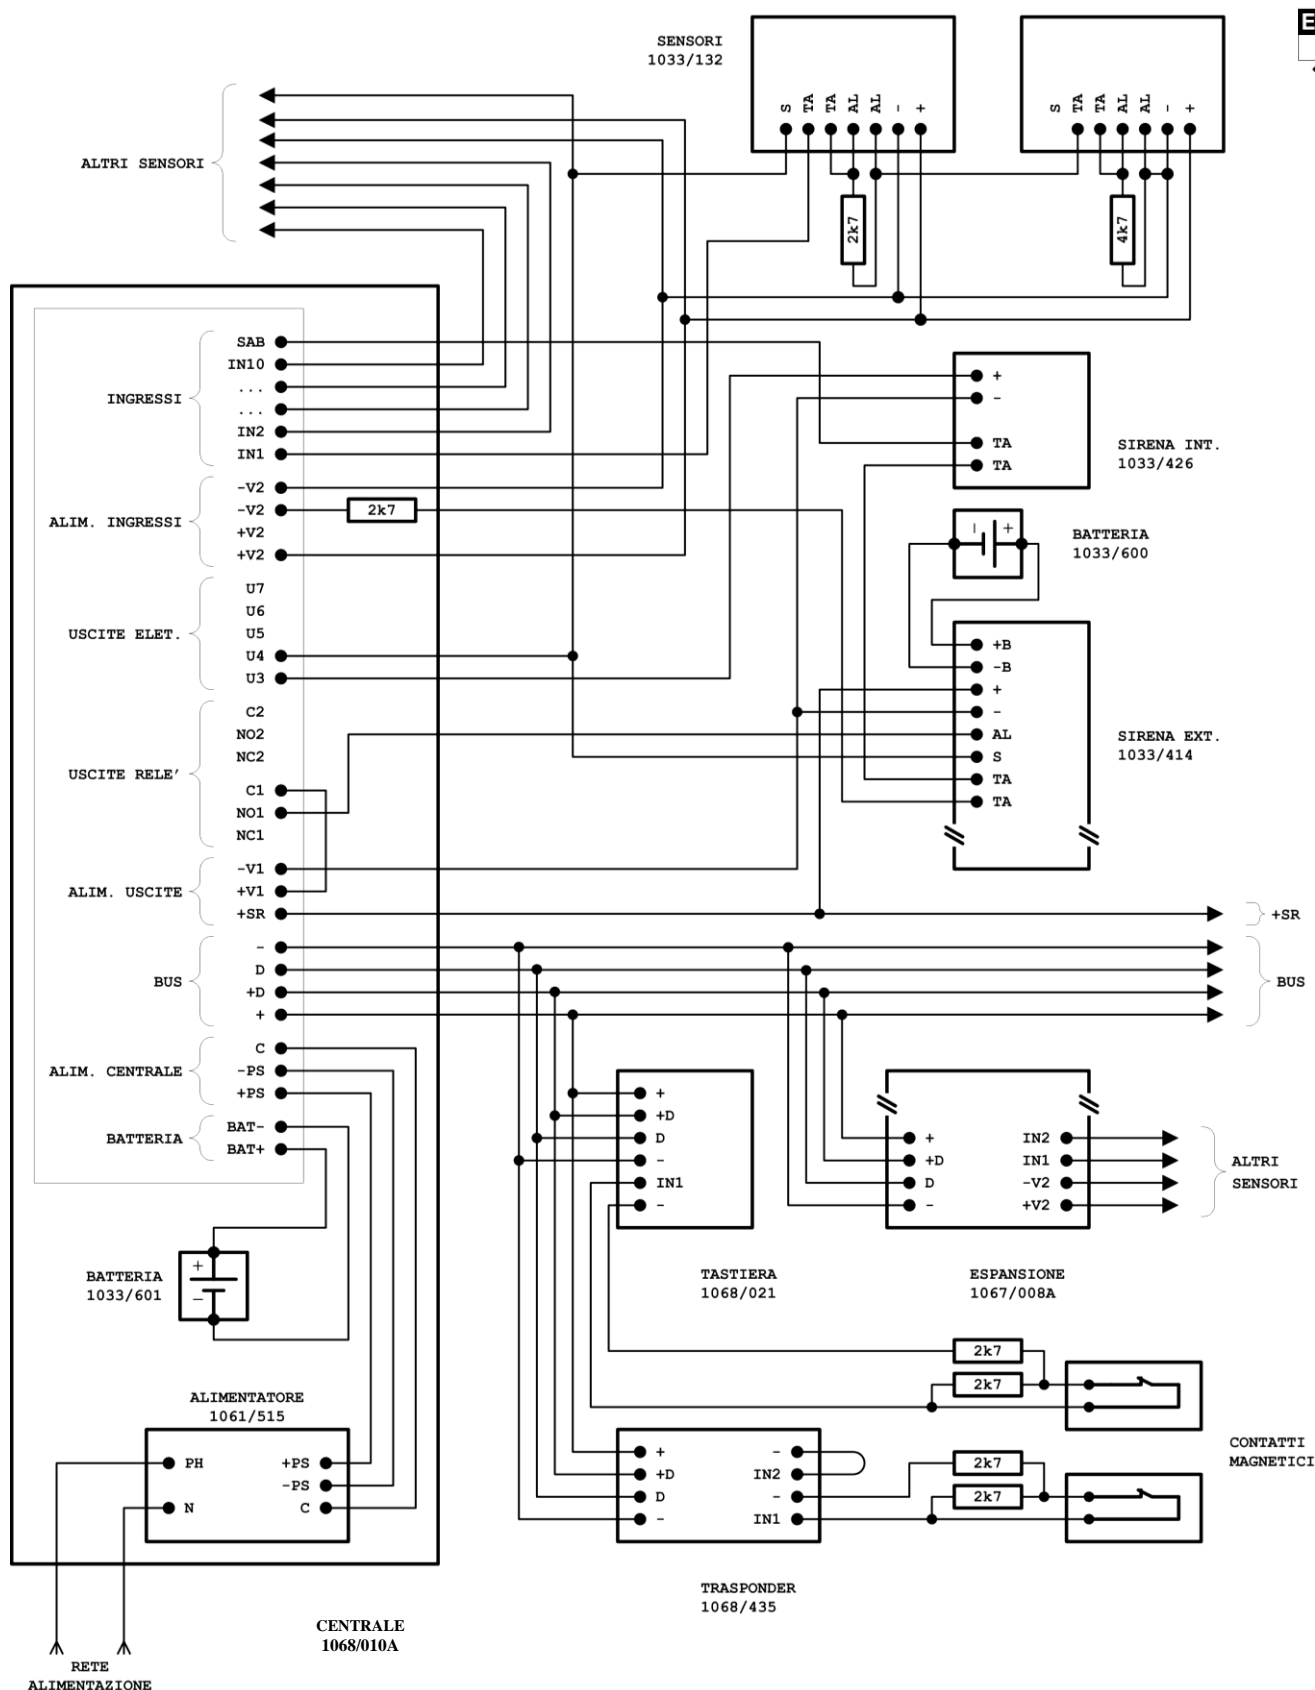 E
SENSORI
1033/132
S TA TA AL AL - +
S TA TA AL AL - +
ALTRI SENSORI
2k7
4k7
INGRESSI
SAB
IN10
...
...
IN2
IN1
ALIM. INGRESSI
-V2
-V2
2k7
+V2
+V2
USCITE ELET.
U7
U6
U5
U4
U3
USCITE RELE'
C2
NO2
NC2
C1
NO1
NC1
ALIM. USCITE
-V1
+V1
+SR
BUS
-
D
+D
+
ALIM. CENTRALE
C
-PS
+PS
BATTERIA
BAT-
BAT+
+
-
TA
TA
SIRENA INT.
1033/426
- +
BATTERIA
1033/600
+B
-B
+
-
AL
S
TA
TA
SIRENA EXT.
1033/414
+SR
BUS
+
+D
D
-
IN1
-
TASTIERA
1068/021
+
+D
D
-
IN2
IN1
-V2
+V2
ESPANSIONE
1067/008A
ALTRI
SENSORI
+
-
BATTERIA
1033/601
ALIMENTATORE
1061/515
PH
N
+PS
-PS
C
2k7
2k7
+
+D
D
-
-
IN2
-
IN1
2k7
2k7
CONTATTI
MAGNETICI
TRASPONDER
1068/435
CENTRALE
1068/010A
RETE
ALIMENTAZIONE